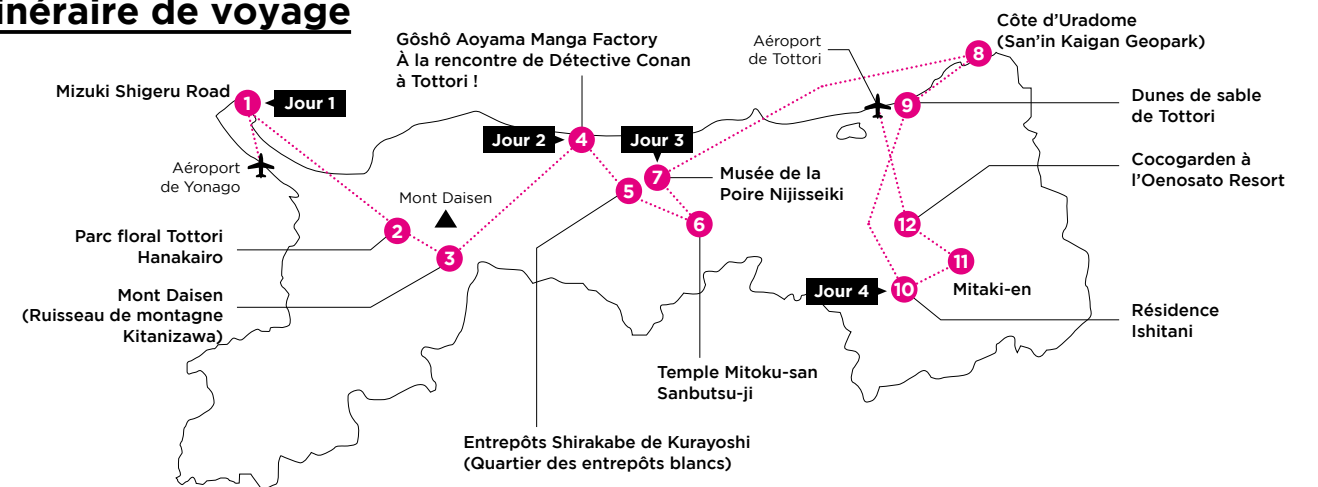 inéraire de voyage
Mizuki Shigeru Road
1
Jour 1
Aéroport
de Yonago
Parc floral Tottori
Hanakairo
2
Mont Daisen
3
Mont Daisen
(Ruisseau de montagne
Kitanizawa)
Gôshô Aoyama Manga Factory
À la rencontre de Détective Conan
à Tottori !
Jour 2
4
5
Entrepôts Shirakabe de Kurayoshi
(Quartier des entrepôts blancs)
6
Temple Mitoku-san
Sanbutsu-ji
Jour 3
7
Musée de la
Poire Nijisseiki
Côte d'Uradome
(San'in Kaigan Geopark)
8
Aéroport
de Tottori
9
Dunes de sable
de Tottori
Cocogarden à
l'Oenosato Resort
12
11
Mitaki-en
Jour 4
10
Résidence
Ishitani